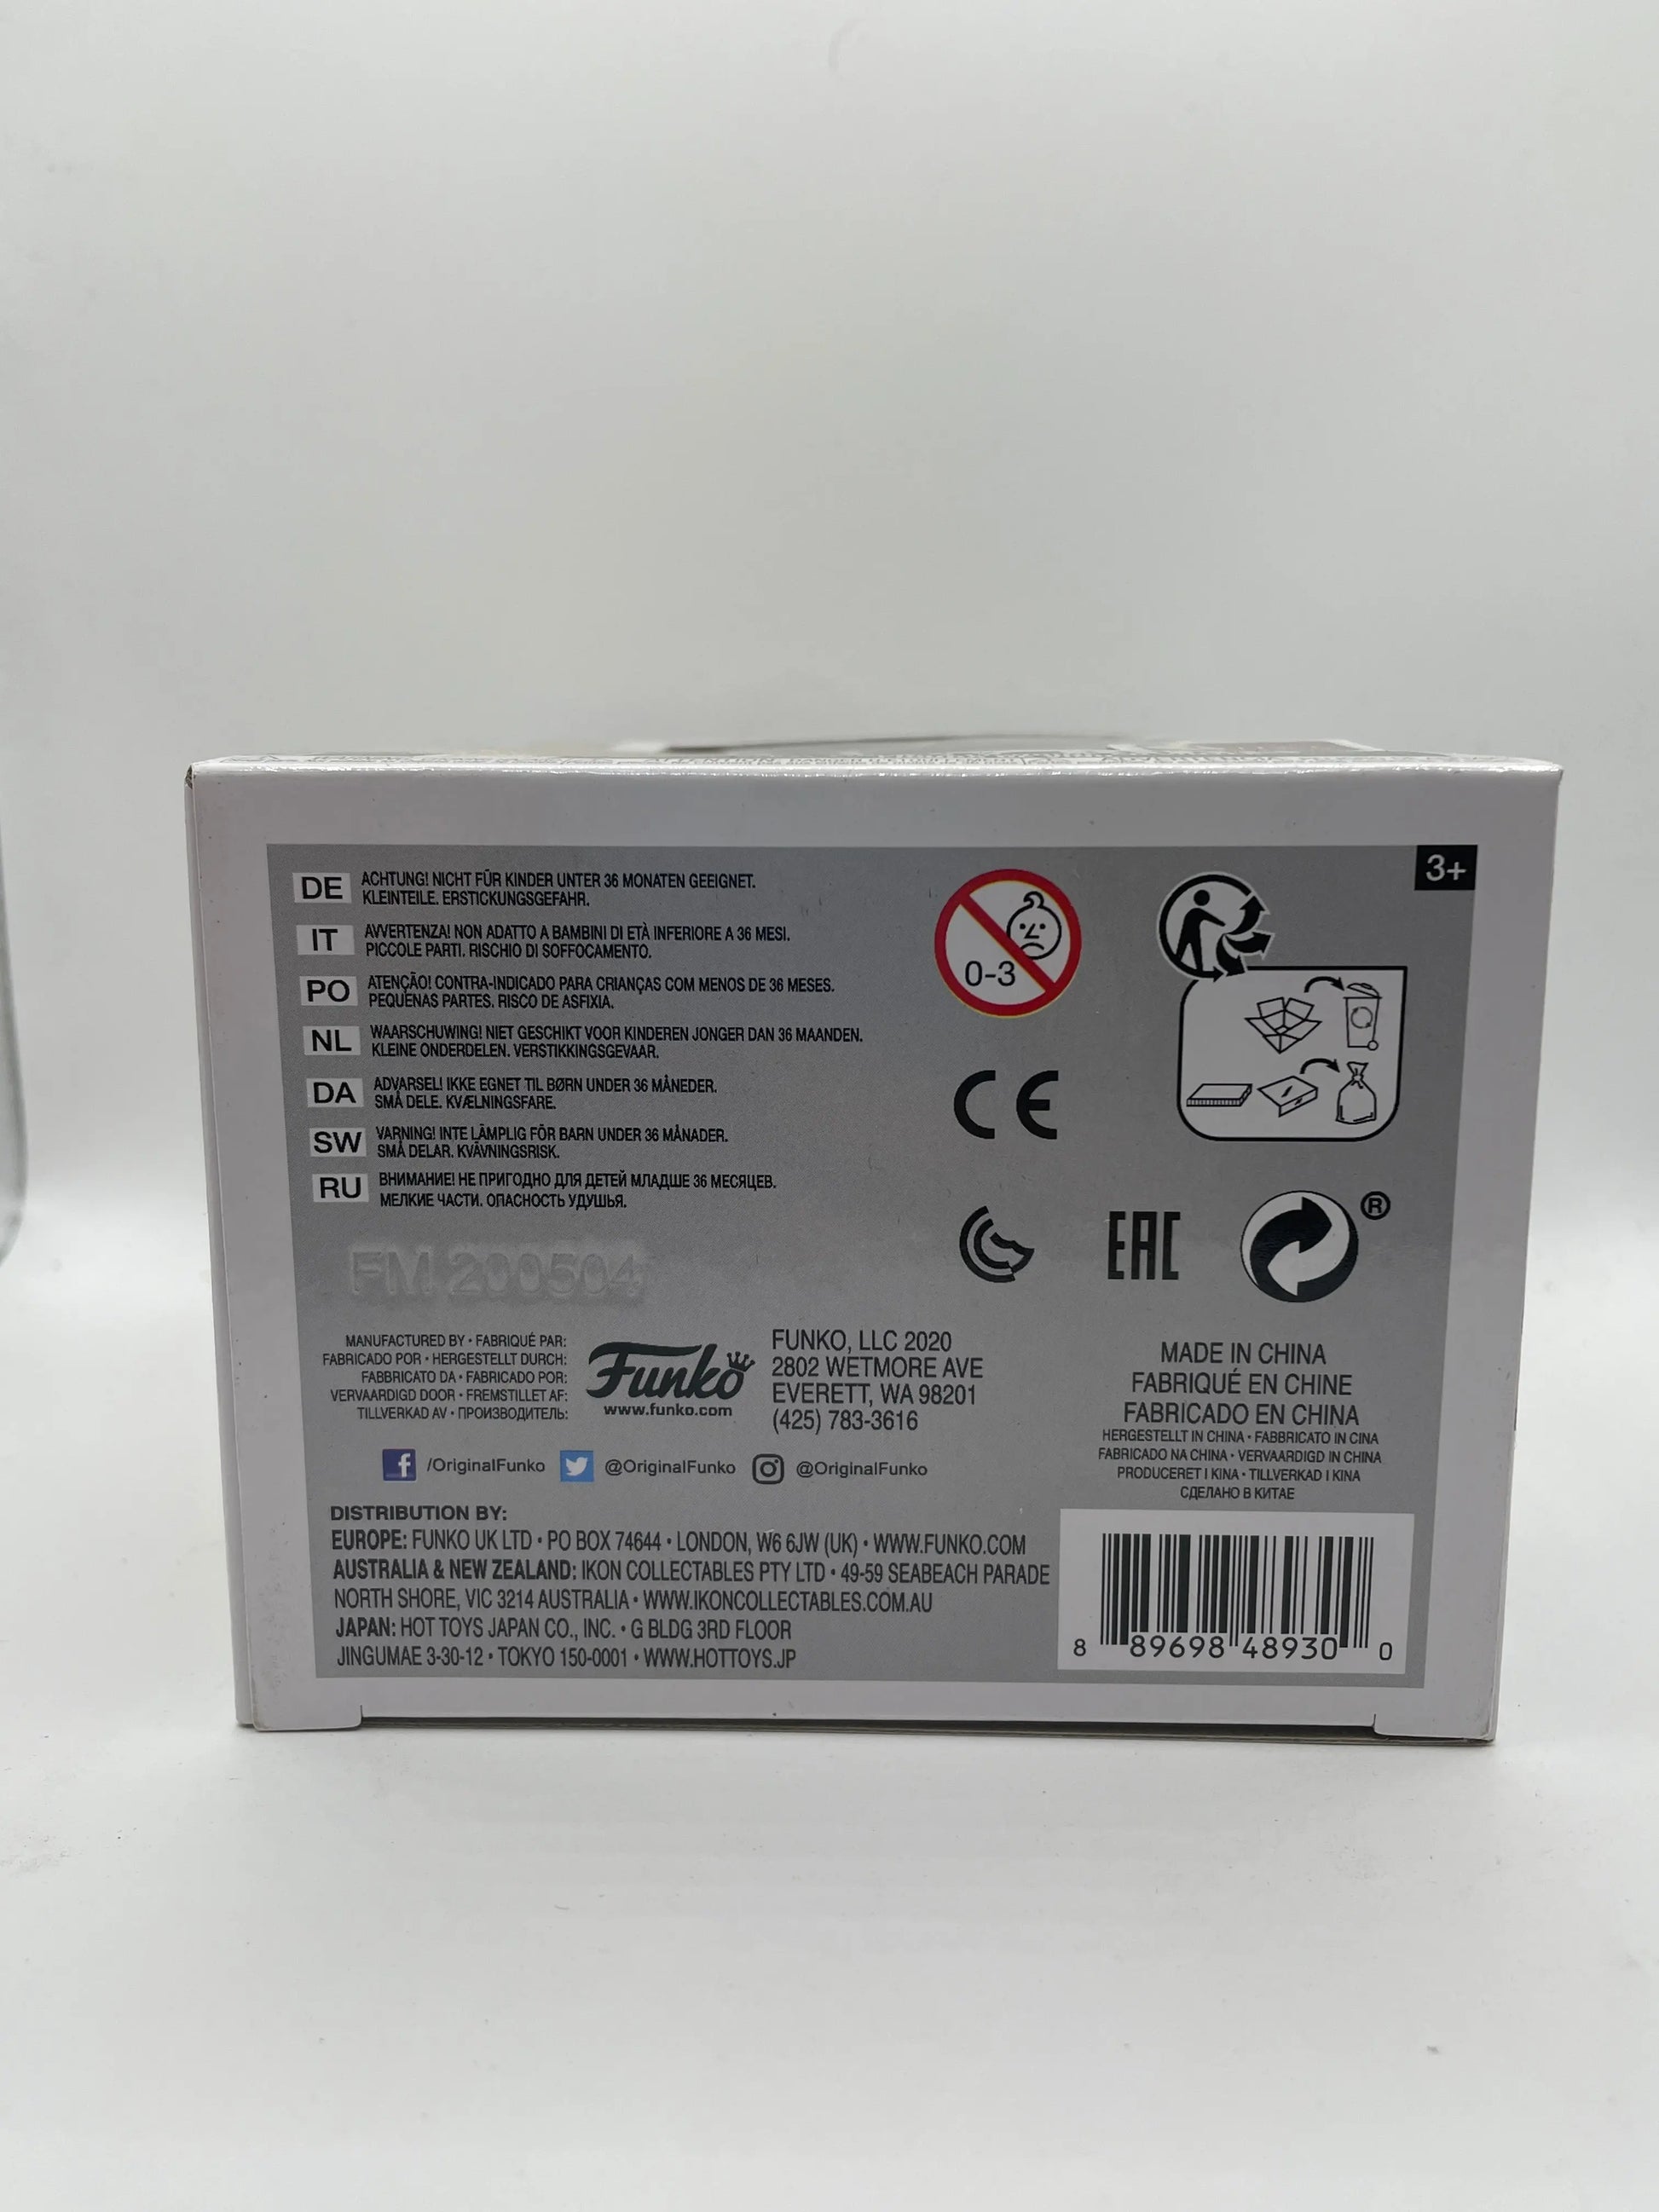 DE ACHTUNG! NICHT FÜR KINDER UNTER 36 MONATEN GEEIGNET.
KLEINTEILE. ERSTICKUNGSGEFAHR.
IT AVVERTENZA! NON ADATTO A BAMBINI DI ETÀ INFERIORE A 36 MESI.
PICCOLE PARTI. RISCHIO DI SOFFOCAMENTO.
PO ATENÇÃO! CONTRA-INDICADO PARA CRIANÇAS COM MENOS DE 36 MESES.
PEQUENAS PARTES. RISCO DE ASFIXIA.
NL WAARSCHUWING! NIET GESCHIKT VOOR KINDEREN JONGER DAN 36 MAANDEN.
KLEINE ONDERDELEN. VERSTIKKINGSGEVAAR.
DA ADVARSEL! IKKE EGNET TIL BØRN UNDER 36 MÅNEDER.
SMÅ DELE. KVÆLNINGSFARE.
SW VARNING! INTE LÄMPLIG FÖR BARN UNDER 36 MÅNADER.
SMÅ DELAR. KVÄVNINGSRISK.
RU ВНИМАНИЕ! НЕ ПРИГОДНО ДЛЯ ДЕТЕЙ МЛАДШЕ 36 МЕСЯЦЕВ.
МЕЛКИЕ ЧАСТИ. ОПАСНОСТЬ УДУШЬЯ.
0-3
3+
CE
EAC
®
FM-200504
MANUFACTURED BY • FABRIQUÉ PAR:
FABRICADO POR • HERGESTELLT DURCH:
FABBRICATO DA • FABRICADO POR:
VERVAARDIGD DOOR • FREMSTILLET AF:
TILLVERKAD AV • ПРОИЗВОДИТЕЛЬ:
Funko
www.funko.com
FUNKO, LLC 2020
2802 WETMORE AVE
EVERETT, WA 98201
(425) 783-3616
/OriginalFunko @OriginalFunko @OriginalFunko
MADE IN CHINA
FABRIQUÉ EN CHINE
FABRICADO EN CHINA
HERGESTELLT IN CHINA • FABBRICATO IN CINA
FABRICADO NA CHINA • VERVAARDIGD IN CHINA
PRODUCERET I KINA • TILLVERKAD I KINA
СДЕЛАНО В КИТАЕ
DISTRIBUTION BY:
EUROPE: FUNKO UK LTD • PO BOX 74644 • LONDON, W6 6JW (UK) • WWW.FUNKO.COM
AUSTRALIA & NEW ZEALAND: IKON COLLECTABLES PTY LTD • 49-59 SEABEACH PARADE
NORTH SHORE, VIC 3214 AUSTRALIA • WWW.IKONCOLLECTABLES.COM.AU
JAPAN: HOT TOYS JAPAN CO., INC. • G BLDG 3RD FLOOR
JINGUMAE 3-30-12 • TOKYO 150-0001 • WWW.HOTTOYS.JP
8 89698 48930 0